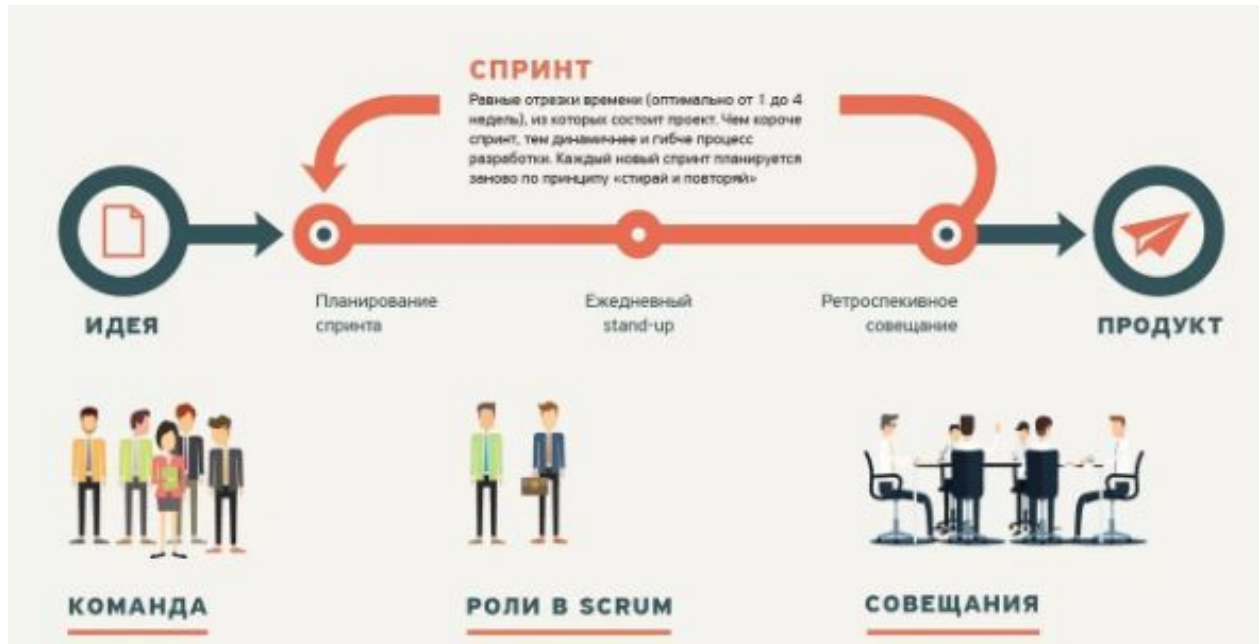 СПРИНТ
Равные отрезки времени (оптимально от 1 до 4
недель), из которых состоит проект. Чем короче
спринт, тем динамичнее и гибче процесс
разработки. Каждый новый спринт планируется
заново по принципу «стирай и повторяй»
ИДЕЯ
Планирование
спринта
Ежедневный
stand-up
Ретроспекивное
совещание
ПРОДУКТ
КОМАНДА
РОЛИ В SCRUM
СОВЕЩАНИЯ